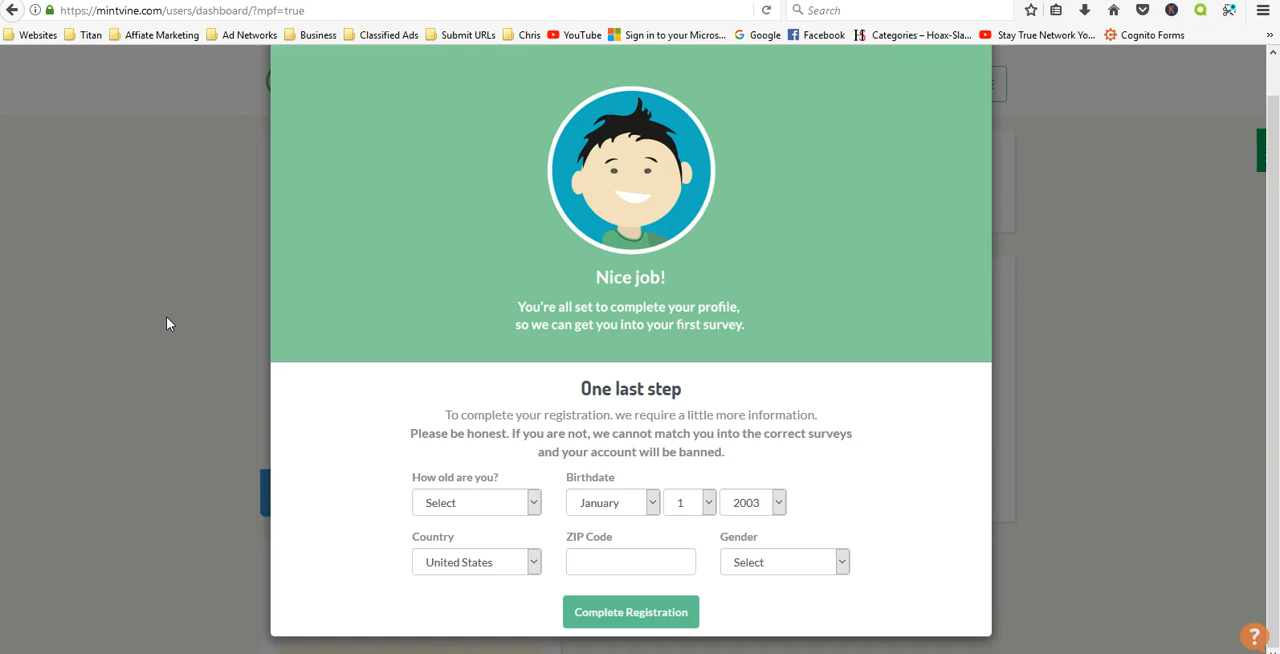 https://mintvine.com/users/dashboard/?mpf=true
Search
Websites Titan Affiate Marketing Ad Networks Business Classified Ads Submit URLs Chris YouTube Sign in to your Micros... Google Facebook Categories – Hoax-Sla... Stay True Network Yo... Cognito Forms »
Nice job!
You're all set to complete your profile,
so we can get you into your first survey.
One last step
To complete your registration. we require a little more information.
Please be honest. If you are not, we cannot match you into the correct surveys
and your account will be banned.
How old are you? Birthdate
Select January 1 2003
Country ZIP Code Gender
United States Select
Complete Registration
?